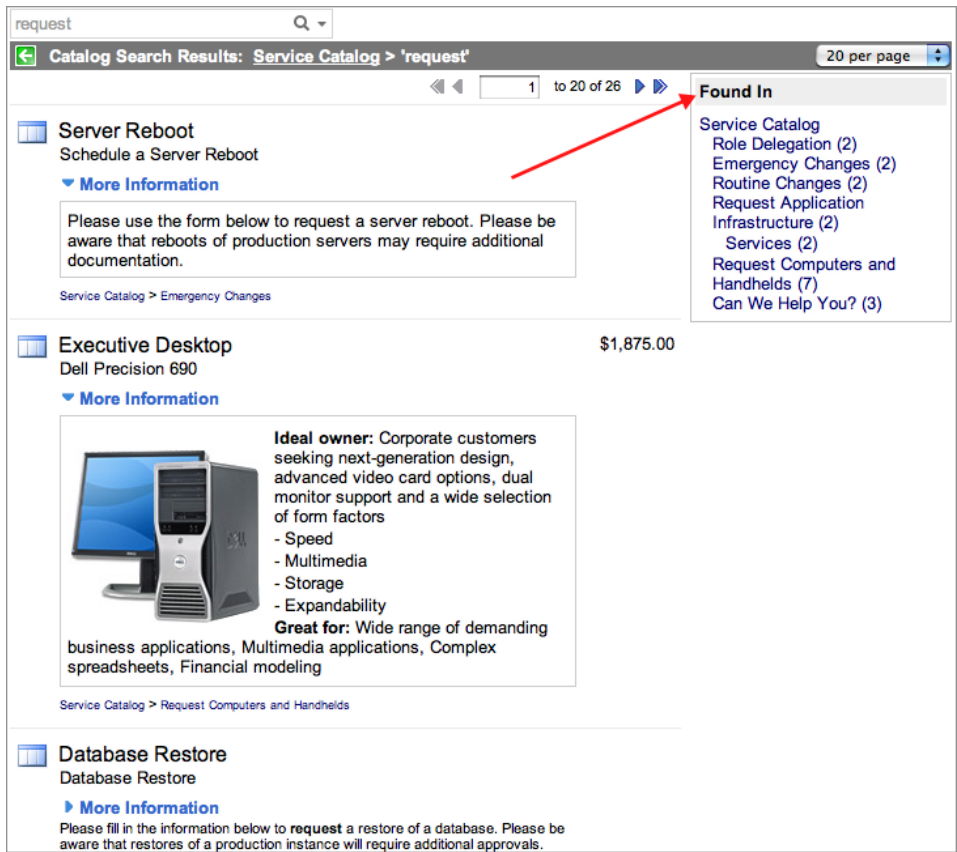 request
Catalog Search Results: Service Catalog > 'request'
20 per page
1 to 20 of 26
Found In
Service Catalog
Role Delegation (2)
Emergency Changes (2)
Routine Changes (2)
Request Application
Infrastructure (2)
Services (2)
Request Computers and
Handhelds (7)
Can We Help You? (3)
Server Reboot
Schedule a Server Reboot
More Information
Please use the form below to request a server reboot. Please be
aware that reboots of production servers may require additional
documentation.
Service Catalog > Emergency Changes
Executive Desktop
$1,875.00
Dell Precision 690
More Information
Ideal owner: Corporate customers
seeking next-generation design,
advanced video card options, dual
monitor support and a wide selection
of form factors
- Speed
- Multimedia
- Storage
- Expandability
Great for: Wide range of demanding
business applications, Multimedia applications, Complex
spreadsheets, Financial modeling
DELL
Service Catalog > Request Computers and Handhelds
Database Restore
Database Restore
More Information
Please fill in the information below to request a restore of a database. Please be
aware that restores of a production instance will require additional approvals.